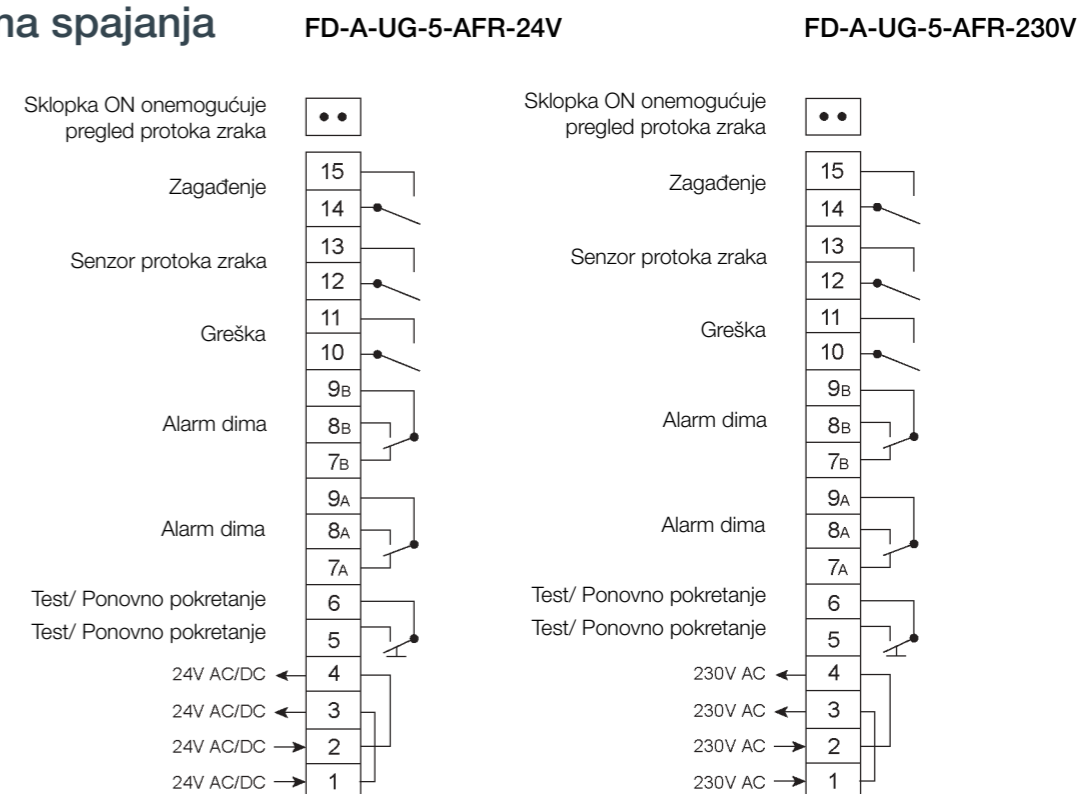 na spajanja
FD-A-UG-5-AFR-24V
Sklopka ON onemogućuje
pregled protoka zraka
15
Zagađenje
14
13
Senzor protoka zraka
12
11
Greška
10
9B
Alarm dima
8B
7B
9A
Alarm dima
8A
7A
Test/ Ponovno pokretanje 6
Test/ Ponovno pokretanje 5
24V AC/DC 4
24V AC/DC 3
24V AC/DC 2
24V AC/DC 1
FD-A-UG-5-AFR-230V
Sklopka ON onemogućuje
pregled protoka zraka
15
Zagađenje
14
13
Senzor protoka zraka
12
11
Greška
10
9B
Alarm dima
8B
7B
9A
Alarm dima
8A
7A
Test/ Ponovno pokretanje 6
Test/ Ponovno pokretanje 5
230V AC 4
230V AC 3
230V AC 2
230V AC 1